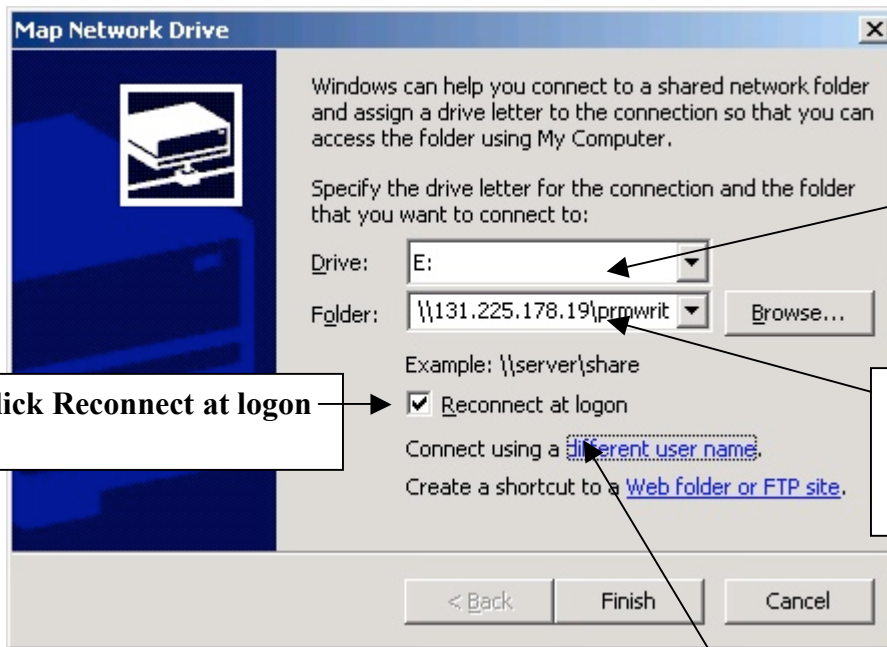 Map Network Drive
Windows can help you connect to a shared network folder
and assign a drive letter to the connection so that you can
access the folder using My Computer.
Specify the drive letter for the connection and the folder
that you want to connect to:
Drive: E:
Folder: \\131.225.178.19\prmwrit Browse...
Example: \\server\share
lick Reconnect at logon
Reconnect at logon
Connect using a different user name.
Create a shortcut to a Web folder or FTP site.
< Back Finish Cancel